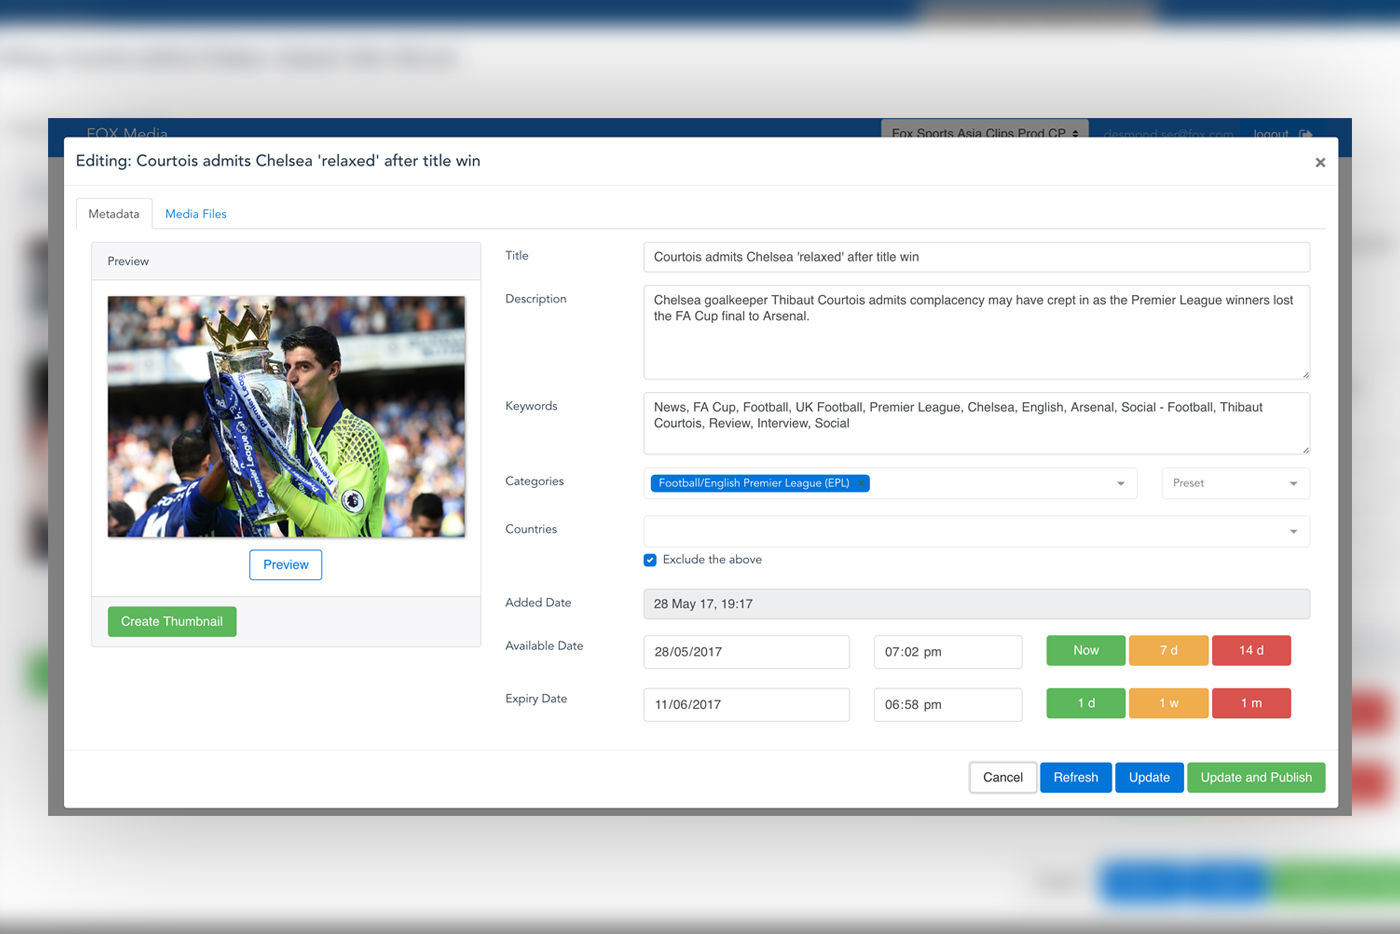 FOX Media
Fox Sports Asia Clips Prod CP
desmond.ser@fox.com
logout
Editing: Courtois admits Chelsea 'relaxed' after title win
×
Metadata
Media Files
Preview
Premier League
Premier League
Premier
Preview
Create Thumbnail
Title
Courtois admits Chelsea 'relaxed' after title win
Description
Chelsea goalkeeper Thibaut Courtois admits complacency may have crept in as the Premier League winners lost
the FA Cup final to Arsenal.
Keywords
News, FA Cup, Football, UK Football, Premier League, Chelsea, English, Arsenal, Social - Football, Thibaut
Courtois, Review, Interview, Social
Categories
Football/English Premier League (EPL) ×
Preset
Countries
Exclude the above
Added Date
28 May 17, 19:17
Available Date
28/05/2017
07:02 pm
Now
7 d
14 d
Expiry Date
11/06/2017
06:58 pm
1 d
1 w
1 m
Cancel
Refresh
Update
Update and Publish